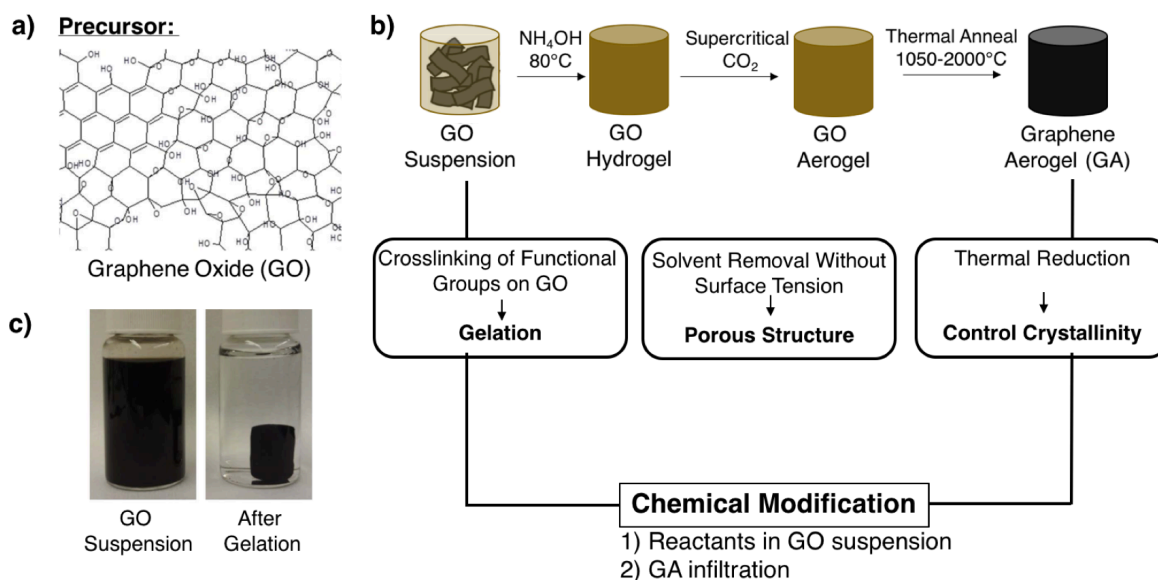 a)
Precursor:
Graphene Oxide (GO)
b)
NH₄OH
80°C
Supercritical
CO₂
Thermal Anneal
1050-2000°C
GO
Suspension
GO
Hydrogel
GO
Aerogel
Graphene
Aerogel (GA)
Crosslinking of Functional
Groups on GO
Gelation
Solvent Removal Without
Surface Tension
Porous Structure
Thermal Reduction
Control Crystallinity
Chemical Modification
1) Reactants in GO suspension
2) GA infiltration
c)
GO
Suspension
After
Gelation